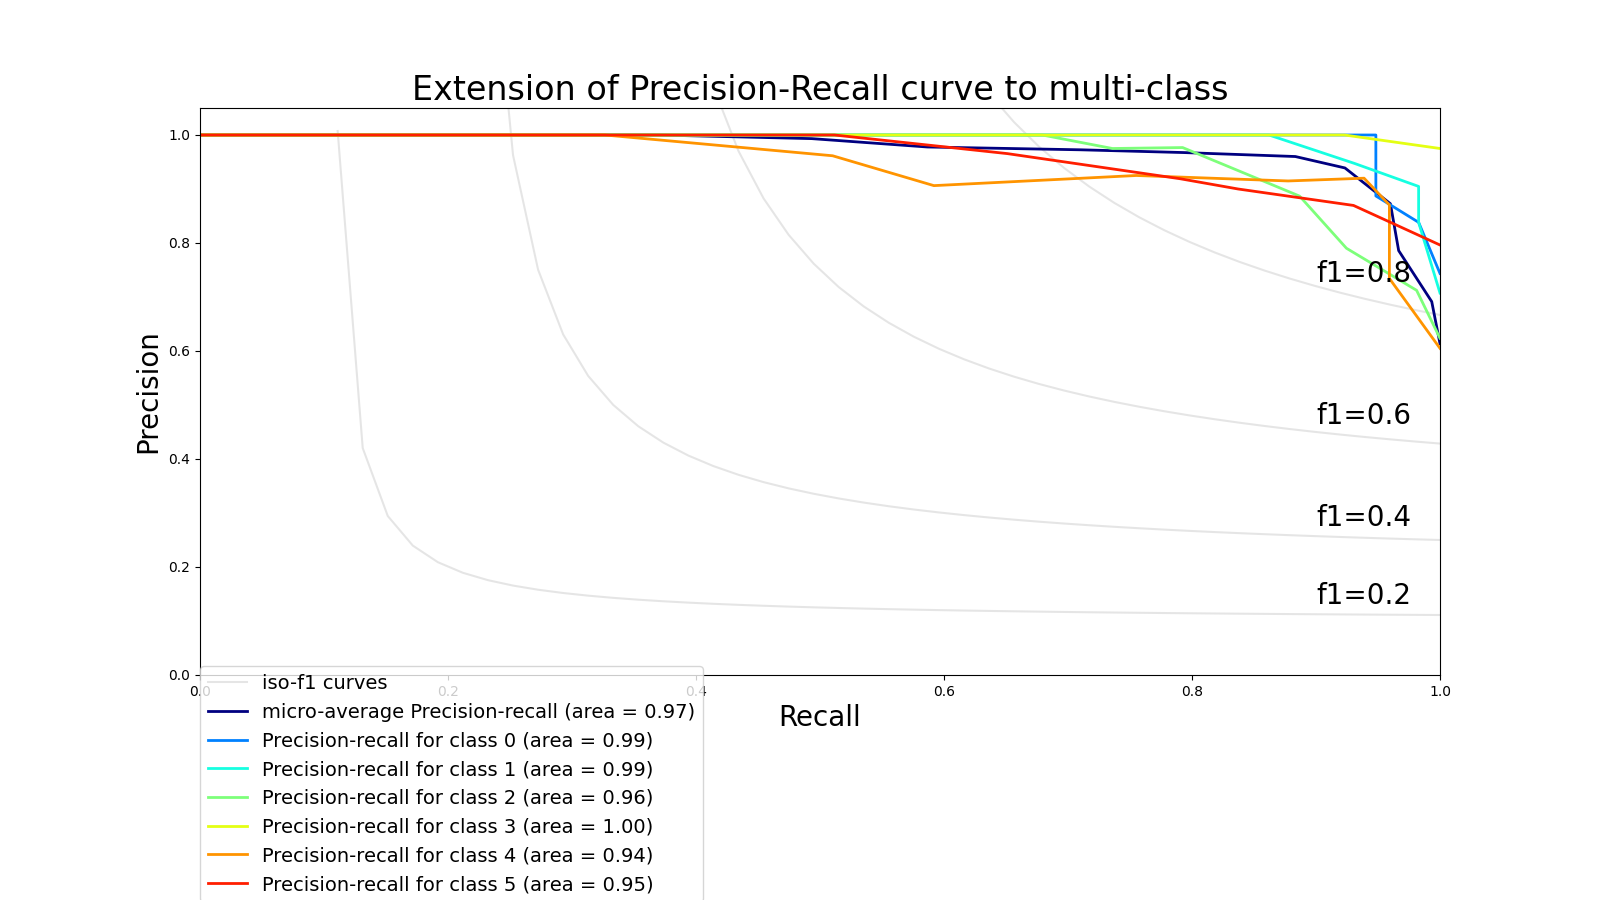 Extension of Precision-Recall curve to multi-class
1.0
0.8
0.6
0.4
0.2
0.0
Precision
f1=0.8
f1=0.6
f1=0.4
f1=0.2
0.0 0.2 0.4 0.6 0.8 1.0
Recall
iso-f1 curves
micro-average Precision-recall (area = 0.97)
Precision-recall for class 0 (area = 0.99)
Precision-recall for class 1 (area = 0.99)
Precision-recall for class 2 (area = 0.96)
Precision-recall for class 3 (area = 1.00)
Precision-recall for class 4 (area = 0.94)
Precision-recall for class 5 (area = 0.95)